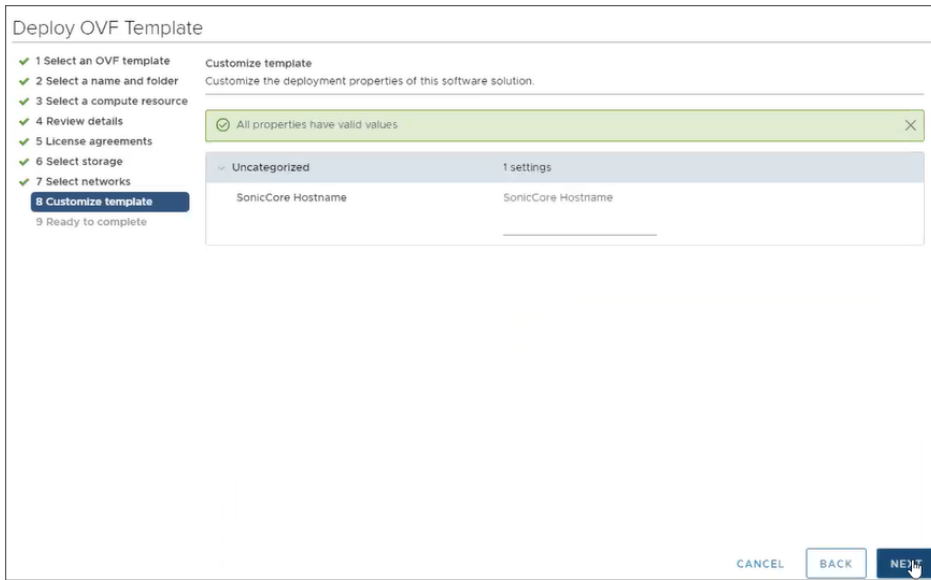 Deploy OVF Template
1 Select an OVF template
2 Select a name and folder
3 Select a compute resource
4 Review details
5 License agreements
6 Select storage
7 Select networks
8 Customize template
9 Ready to complete
Customize template
Customize the deployment properties of this software solution.
All properties have valid values
Uncategorized 1 settings
SonicCore Hostname SonicCore Hostname
CANCEL BACK NEXT